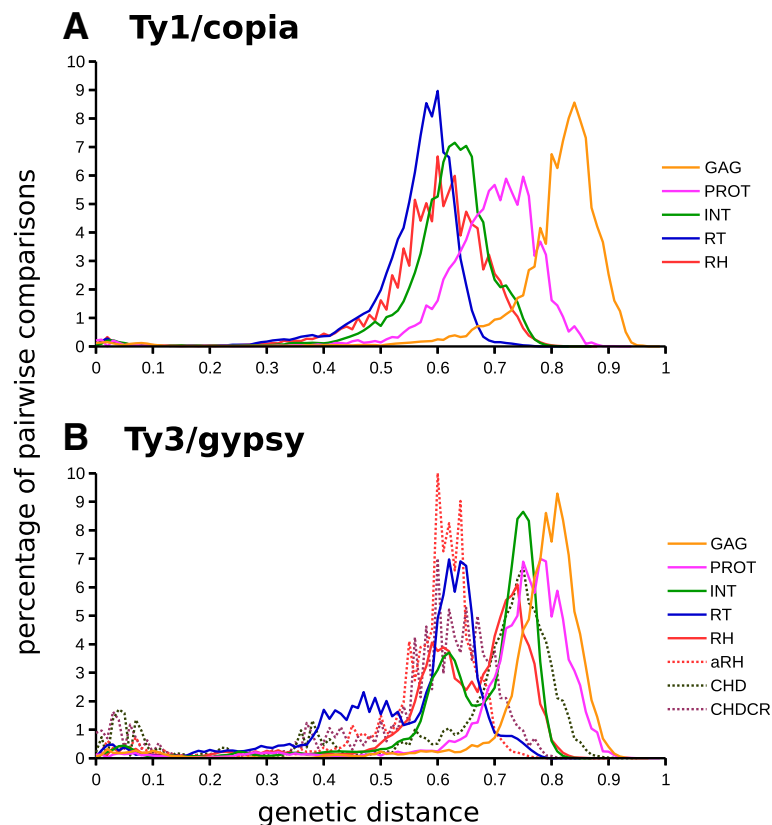 A Ty1/copia
10
9
8
7
6
5
4
3
2
1
0
0 0.1 0.2 0.3 0.4 0.5 0.6 0.7 0.8 0.9 1
GAG
PROT
INT
RT
RH
percentage of pairwise comparisons
B Ty3/gypsy
10
9
8
7
6
5
4
3
2
1
0
0 0.1 0.2 0.3 0.4 0.5 0.6 0.7 0.8 0.9 1
GAG
PROT
INT
RT
RH
aRH
CHD
CHDCR
genetic distance